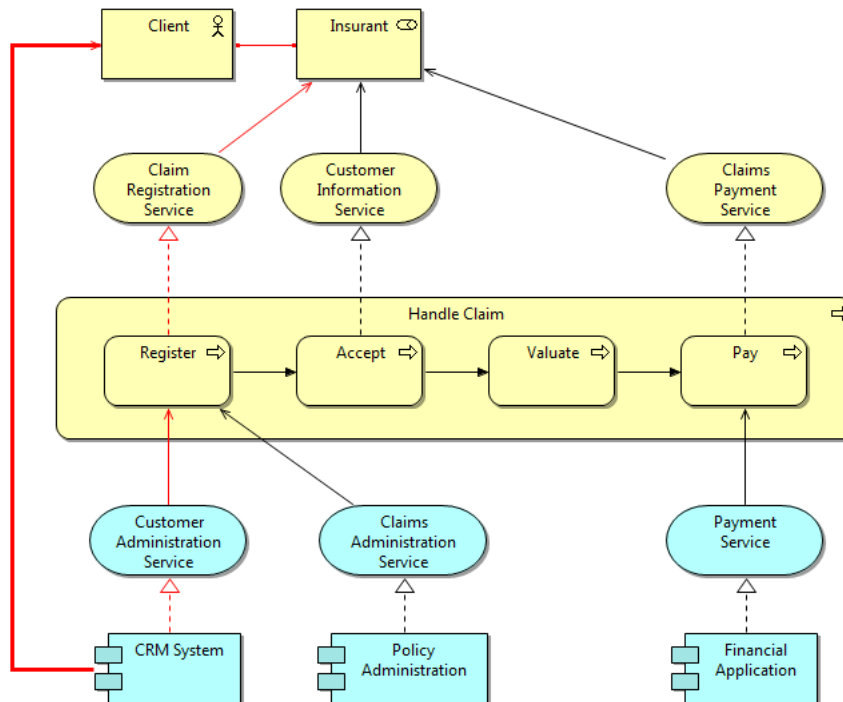 Client
Insurant
Claim
Registration
Service
Customer
Information
Service
Claims
Payment
Service
Handle Claim
Register
Accept
Valuate
Pay
Customer
Administration
Service
Claims
Administration
Service
Payment
Service
CRM System
Policy
Administration
Financial
Application